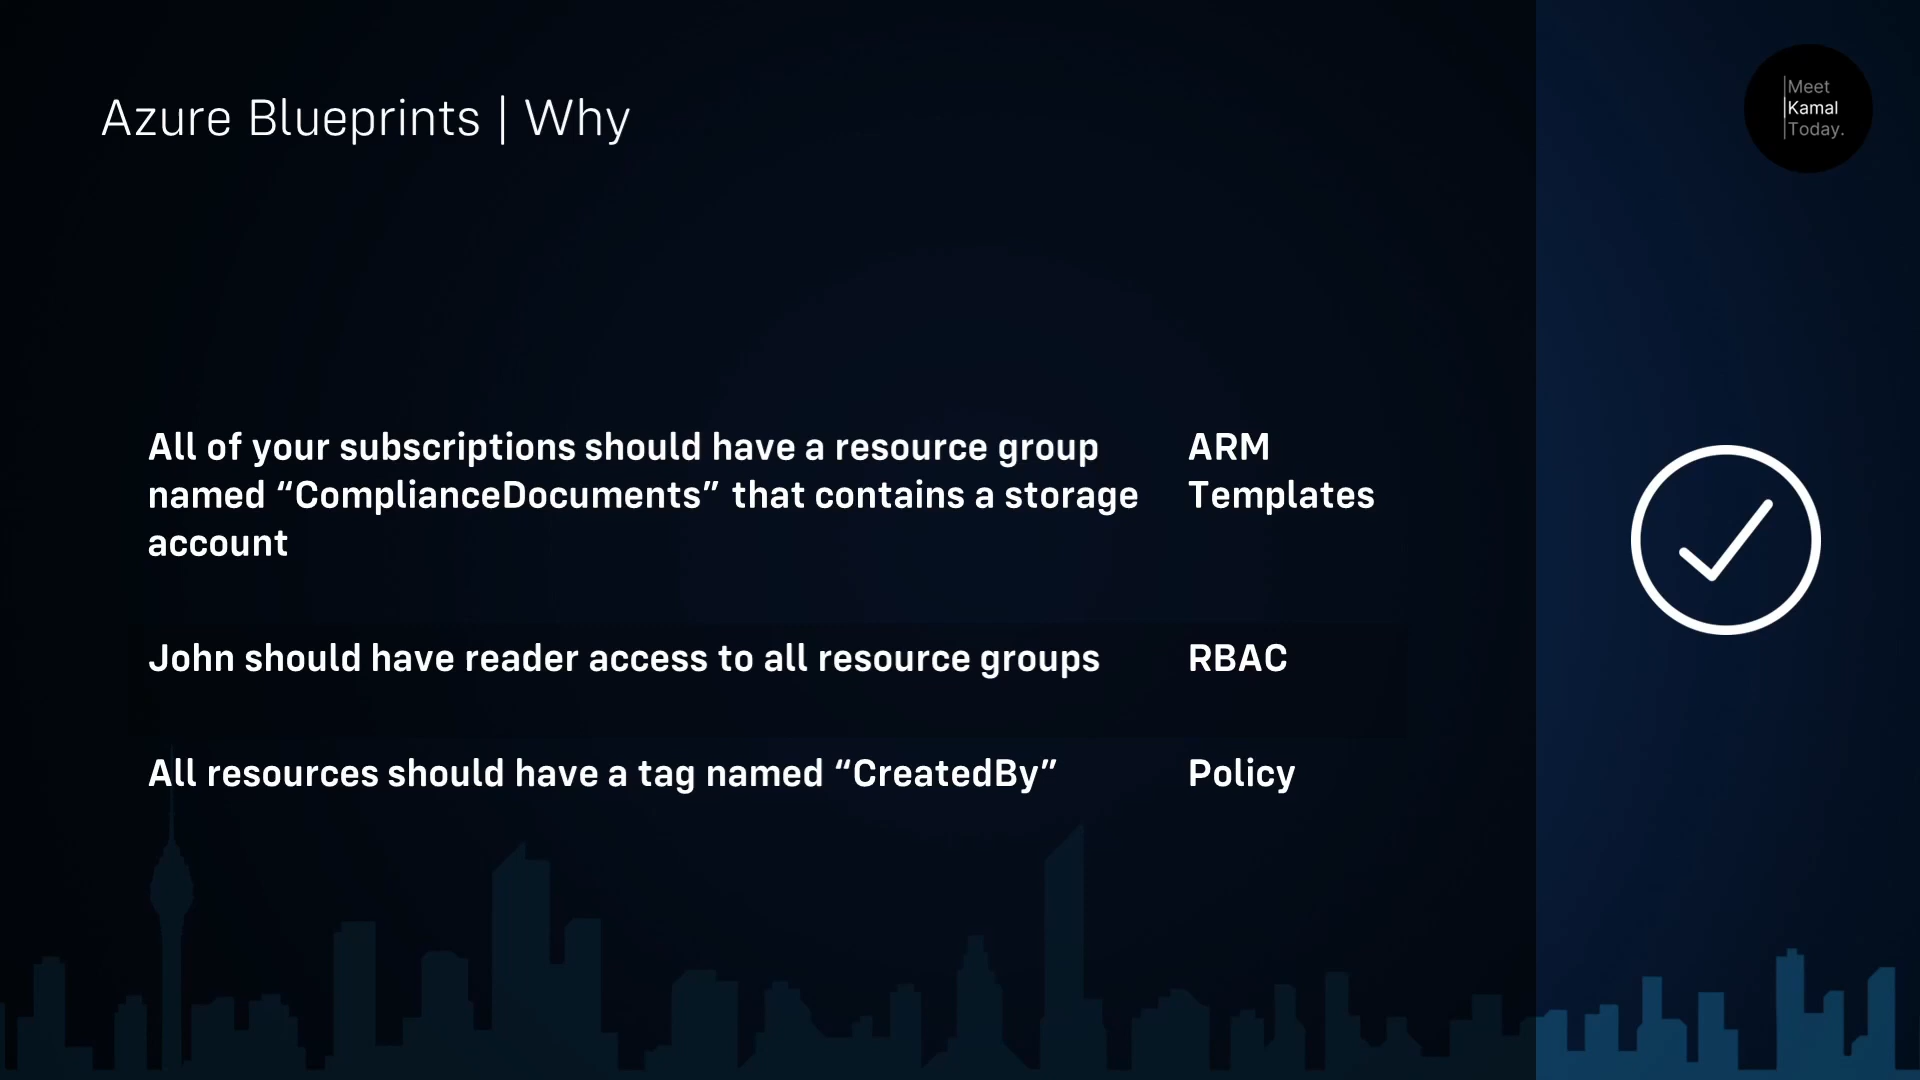 Azure Blueprints | Why
Meet
Kamal
Today.
All of your subscriptions should have a resource group
named “ComplianceDocuments” that contains a storage
account
ARM
Templates
John should have reader access to all resource groups
RBAC
All resources should have a tag named “CreatedBy”
Policy